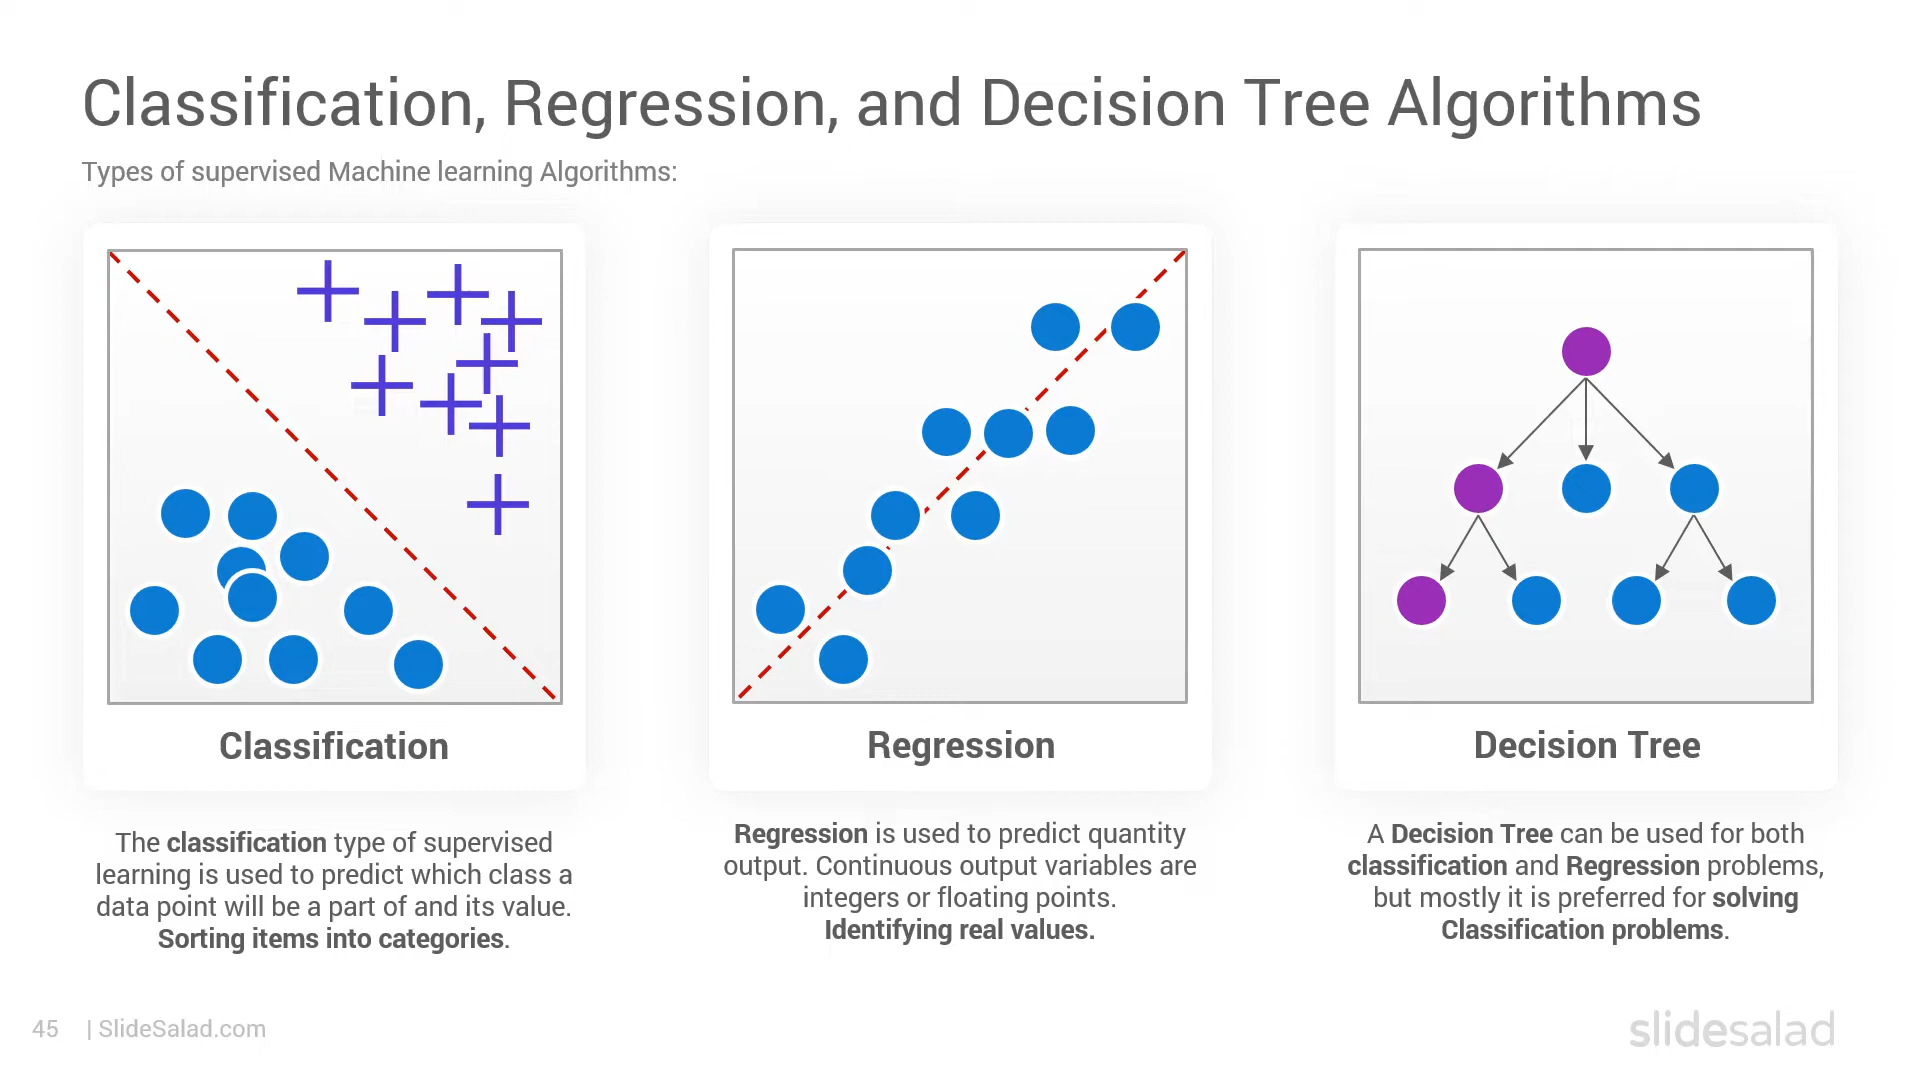 Classification, Regression, and Decision Tree Algorithms
Types of supervised Machine learning Algorithms:
Classification
The classification type of supervised
learning is used to predict which class a
data point will be a part of and its value.
Sorting items into categories.
Regression
Regression is used to predict quantity
output. Continuous output variables are
integers or floating points.
Identifying real values.
Decision Tree
A Decision Tree can be used for both
classification and Regression problems,
but mostly it is preferred for solving
Classification problems.
45 | SlideSalad.com
slidesalad